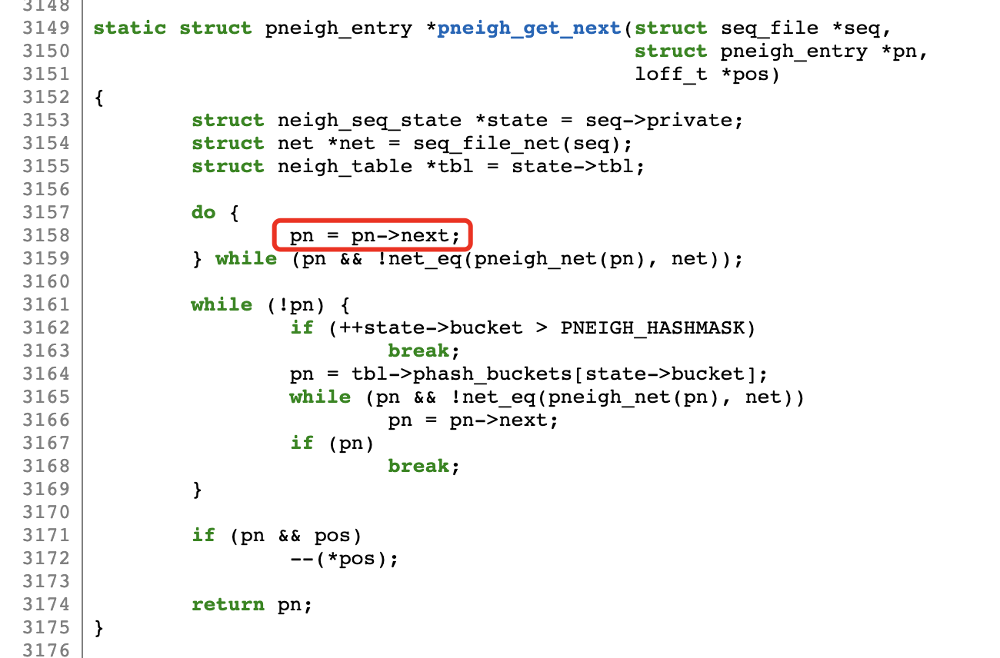 3148
3149 static struct pneigh_entry *pneigh_get_next(struct seq_file *seq,
3150                                             struct pneigh_entry *pn,
3151                                             loff_t *pos)
3152 {
3153         struct neigh_seq_state *state = seq->private;
3154         struct net *net = seq_file_net(seq);
3155         struct neigh_table *tbl = state->tbl;
3156
3157         do {
3158                 pn = pn->next;
3159         } while (pn && !net_eq(pneigh_net(pn), net));
3160
3161         while (!pn) {
3162                 if (++state->bucket > PNEIGH_HASHMASK)
3163                         break;
3164                 pn = tbl->phash_buckets[state->bucket];
3165                 while (pn && !net_eq(pneigh_net(pn), net))
3166                         pn = pn->next;
3167                 if (pn)
3168                         break;
3169         }
3170
3171         if (pn && pos)
3172                 --(*pos);
3173
3174         return pn;
3175 }
3176